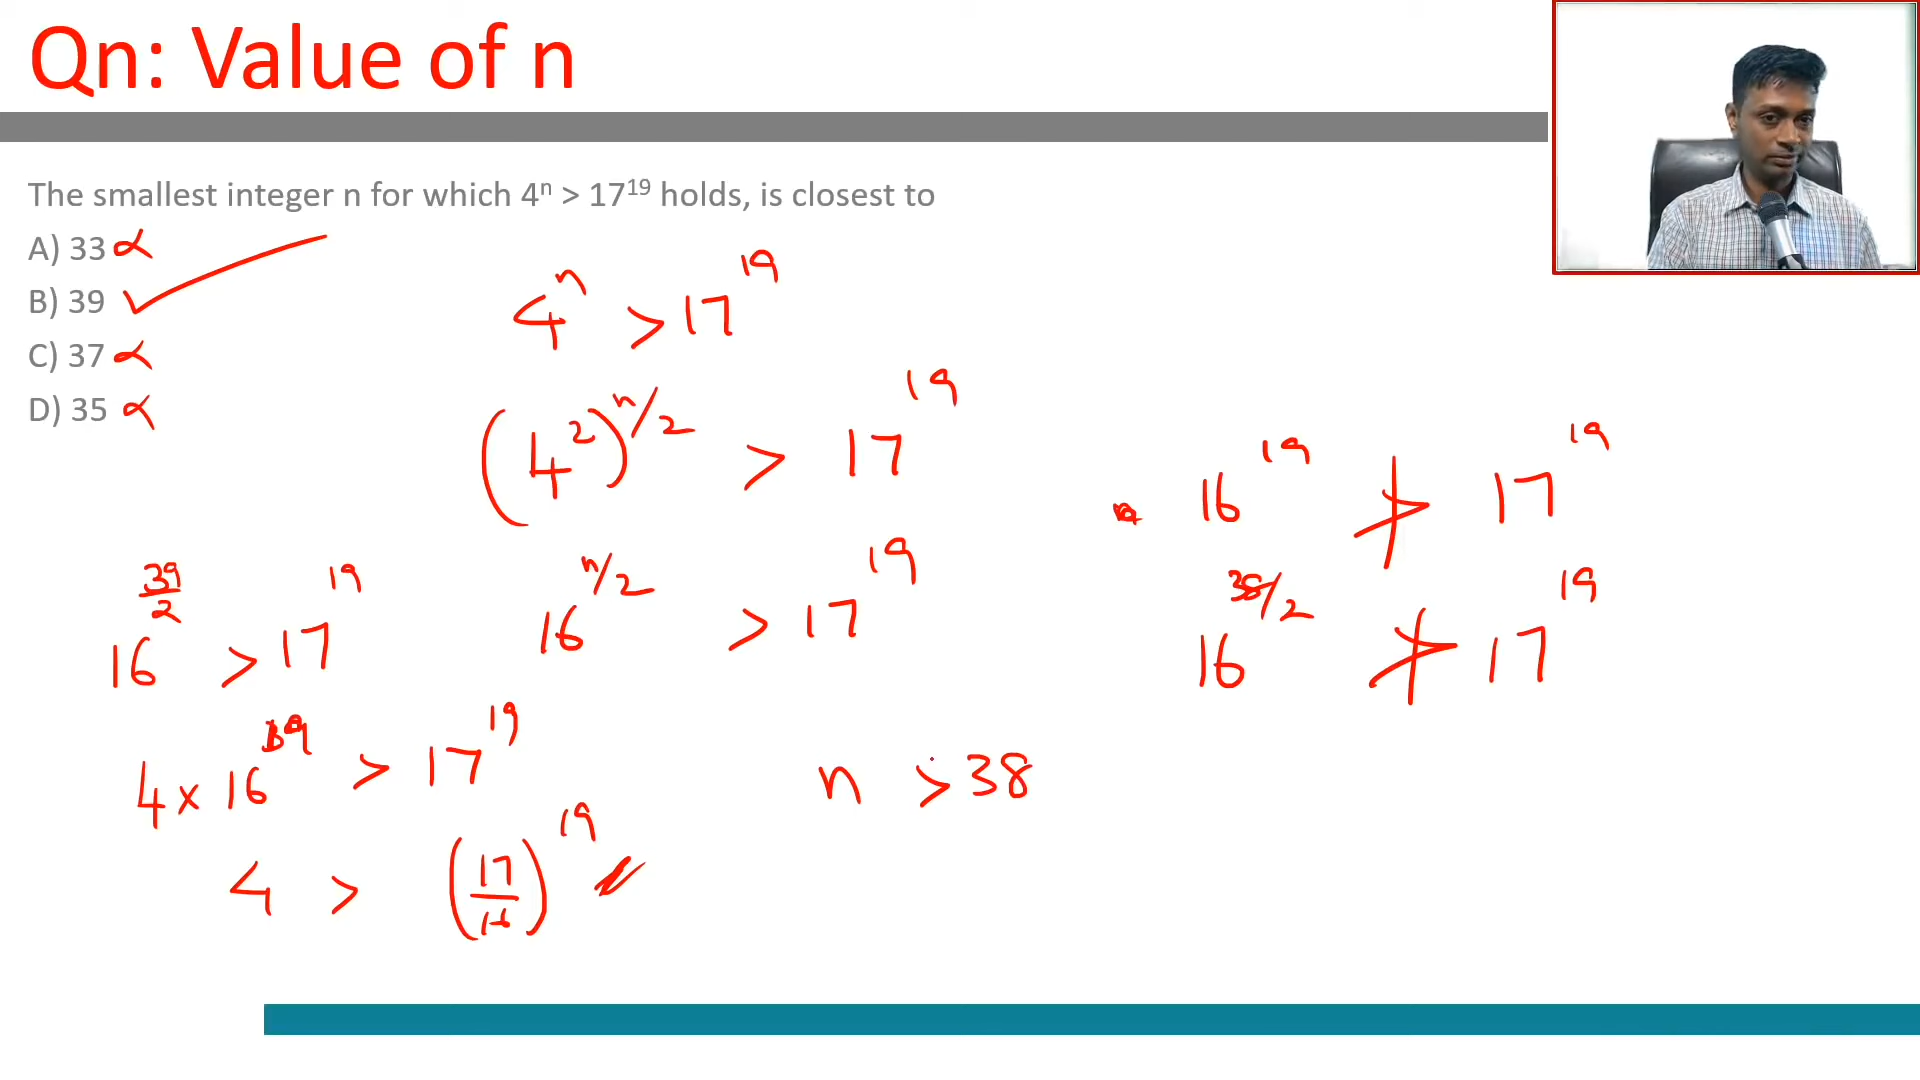 Qn: Value of n
The smallest integer n for which 4ⁿ > 17¹⁹ holds, is closest to
A) 33
B) 39
C) 37
D) 35
4ⁿ > 17¹⁹
(4²)^(n/2) > 17¹⁹
16^(n/2) > 17¹⁹
16¹⁹ ≯ 17¹⁹
16^(38/2) ≯ 17¹⁹
n > 38
16^(39/2) > 17¹⁹
4 × 16¹⁹ > 17¹⁹
4 > (17/16)¹⁹